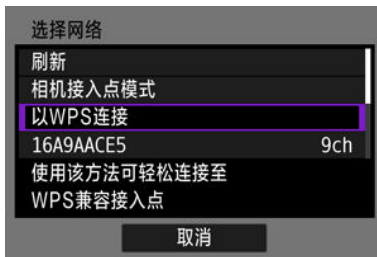 选择网络
刷新
相机接入点模式
以WPS连接
16A9AACE5 9ch
使用该方法可轻松连接至
WPS兼容接入点
取消